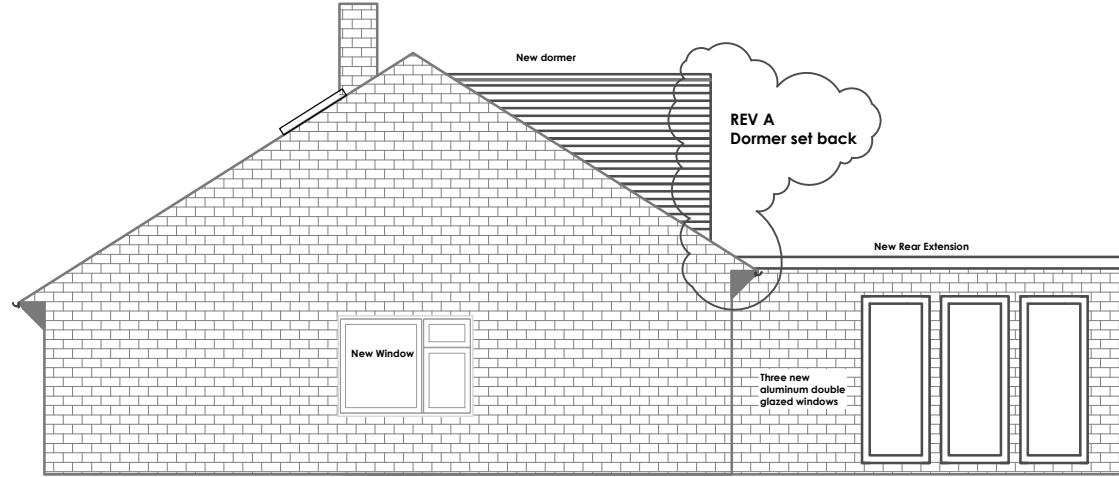 New dormer
REV A
Dormer set back
New Rear Extension
New Window
Three new
aluminum double
glazed windows